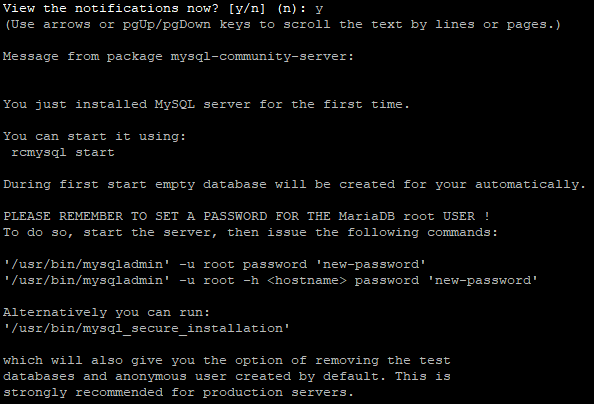 View the notifications now? [y/n] (n): y
(Use arrows or pgUp/pgDown keys to scroll the text by lines or pages.)
Message from package mysql-community-server:
You just installed MySQL server for the first time.
You can start it using:
 rcmysql start
During first start empty database will be created for your automatically.
PLEASE REMEMBER TO SET A PASSWORD FOR THE MariaDB root USER !
To do so, start the server, then issue the following commands:
'/usr/bin/mysqladmin' -u root password 'new-password'
'/usr/bin/mysqladmin' -u root -h <hostname> password 'new-password'
Alternatively you can run:
'/usr/bin/mysql_secure_installation'
which will also give you the option of removing the test
databases and anonymous user created by default. This is
strongly recommended for production servers.